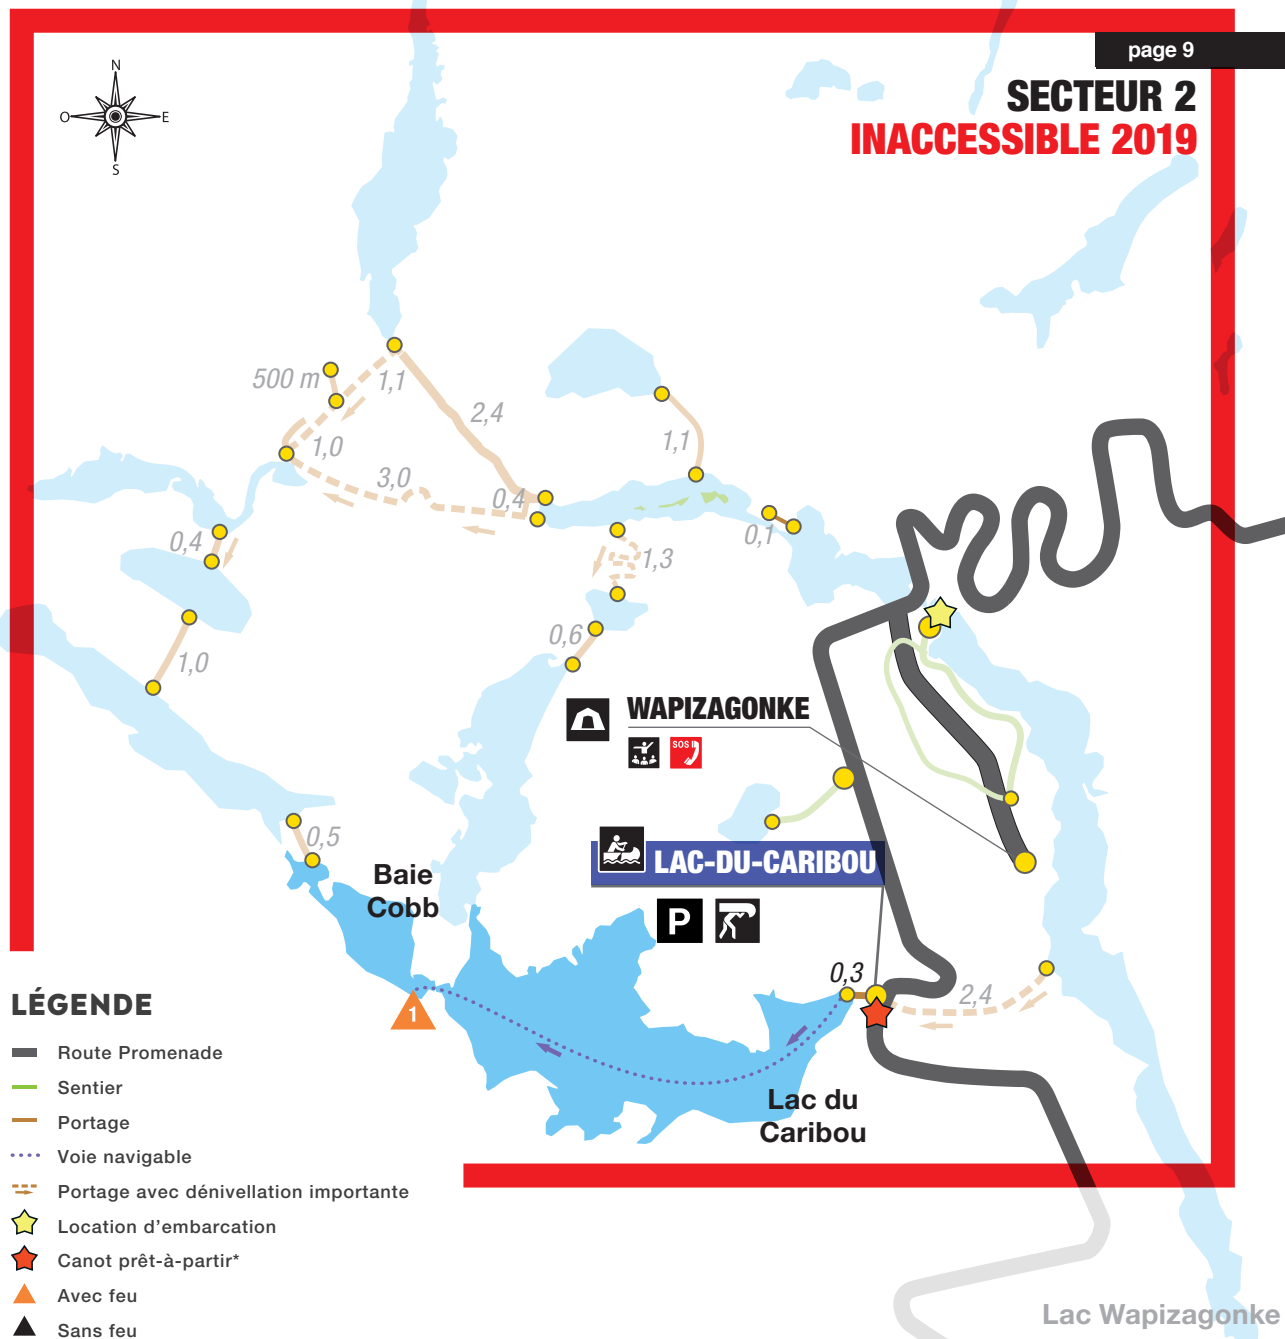 page 9
SECTEUR 2
INACCESSIBLE 2019
N
O
E
S
500 m
1,1
2,4
1,0
3,0
0,4
1,1
0,1
0,4
1,3
0,6
1,0
WAPIZAGONKE
SOS
0,5
LAC-DU-CARIBOU
P
Baie
Cobb
0,3
2,4
1
Lac du
Caribou
LÉGENDE
Route Promenade
Sentier
Portage
Voie navigable
Portage avec dénivellation importante
Location d'embarcation
Canot prêt-à-partir*
Avec feu
Sans feu
Lac Wapizagonke